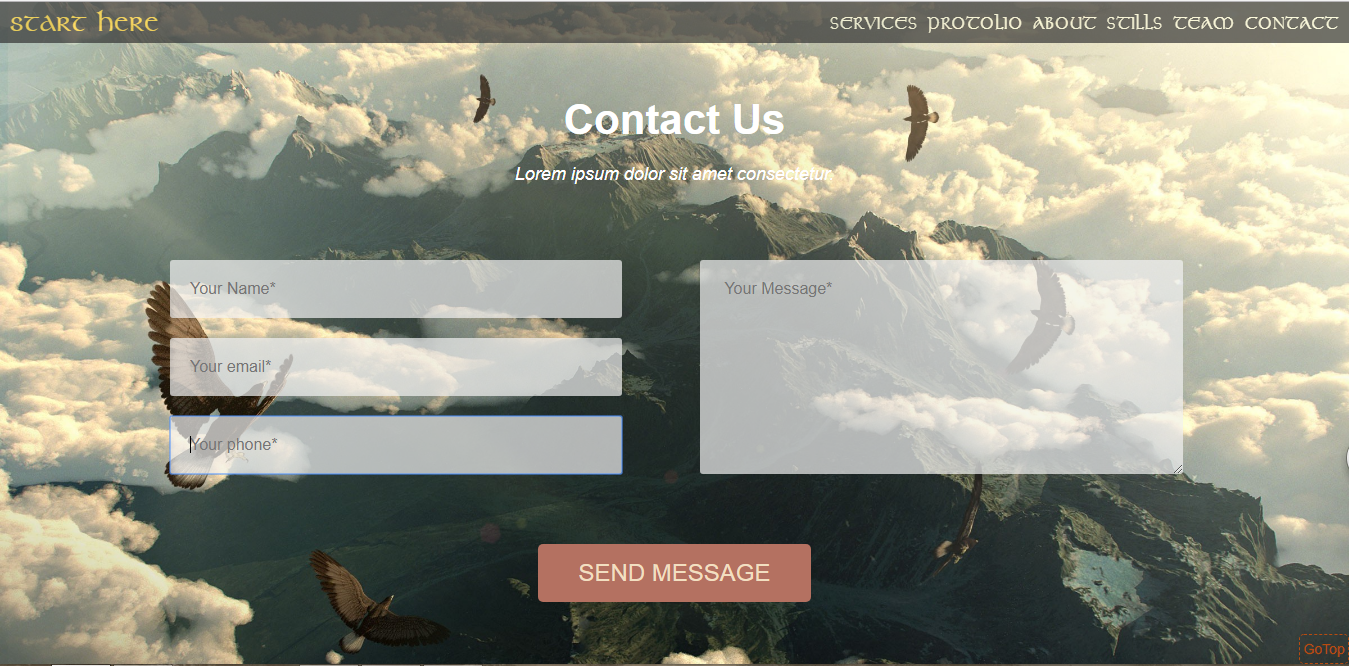 START HERE
SERVICES PROTOLIO ABOUT STILLS TEAM CONTACT
Contact Us
Lorem ipsum dolor sit amet consectetur.
Your Name*
Your email*
Your phone*
Your Message*
SEND MESSAGE
GoTop